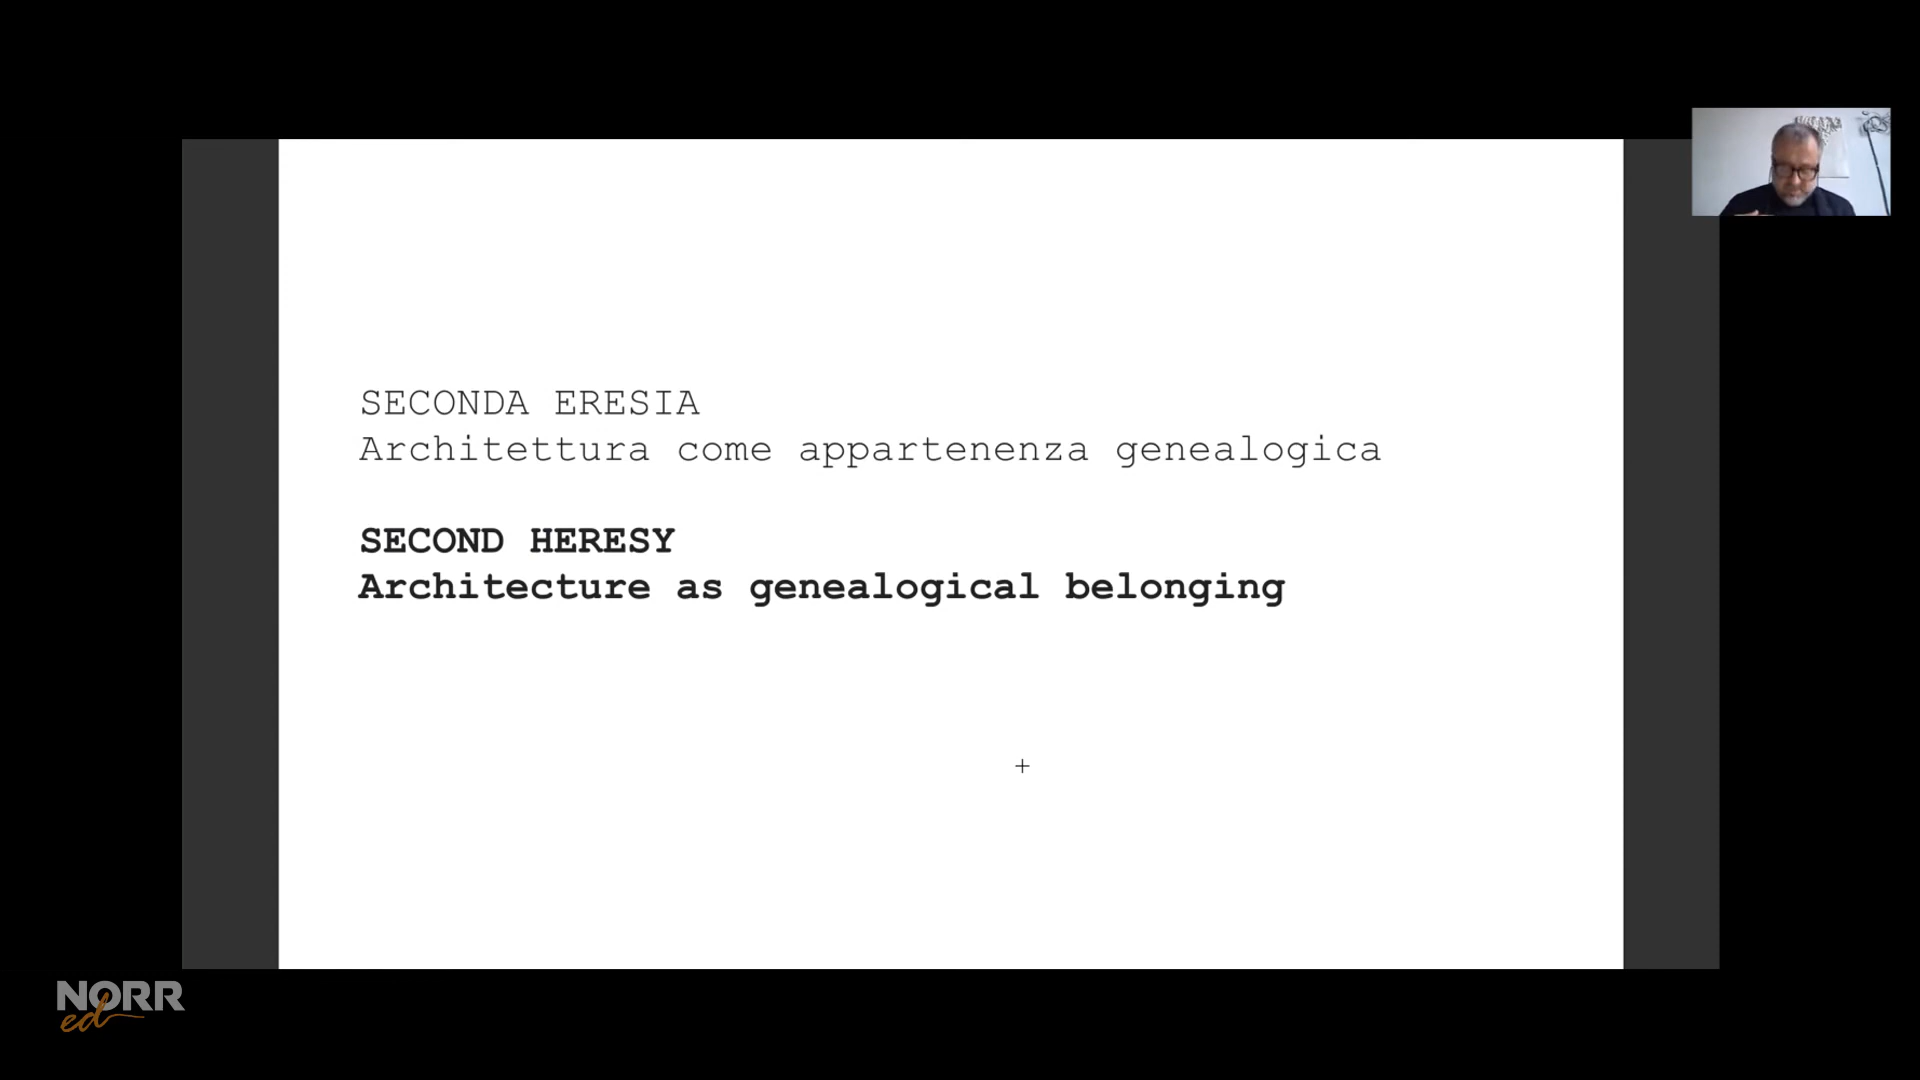 SECONDA ERESIA
Architettura come appartenenza genealogica
SECOND HERESY
Architecture as genealogical belonging
NORR
ed